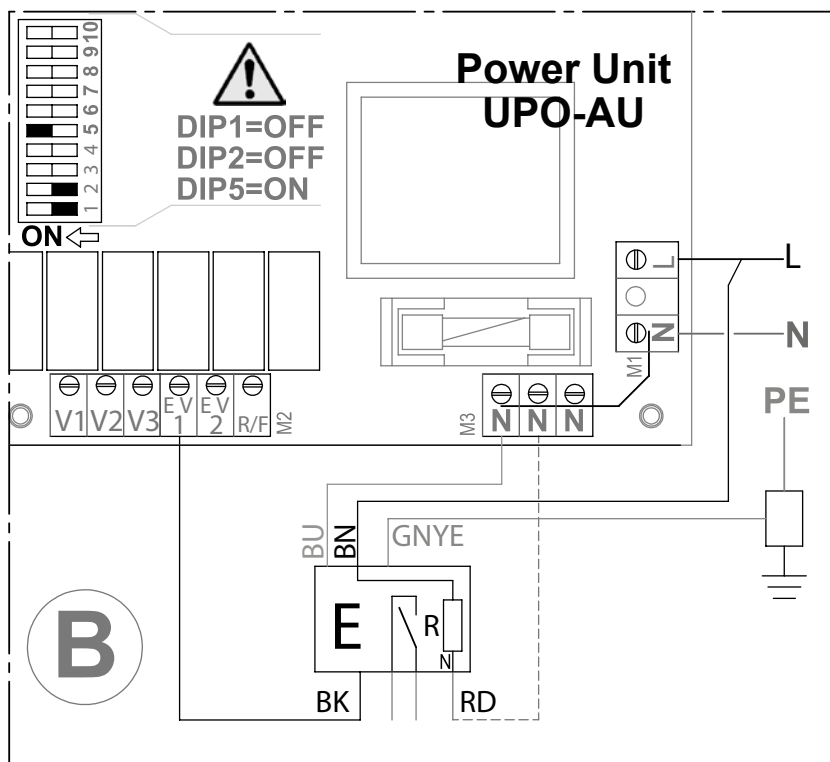 10
9
8
7
6
5
4
3
2
1
ON
DIP1=OFF
DIP2=OFF
DIP5=ON
Power Unit
UPO-AU
L
L
N
N
M1
PE
V1
V2
V3
EV
1
EV
2
R/F
M2
M3
N
N
N
BU
BN
GNYE
E
R
N
B
BK
RD